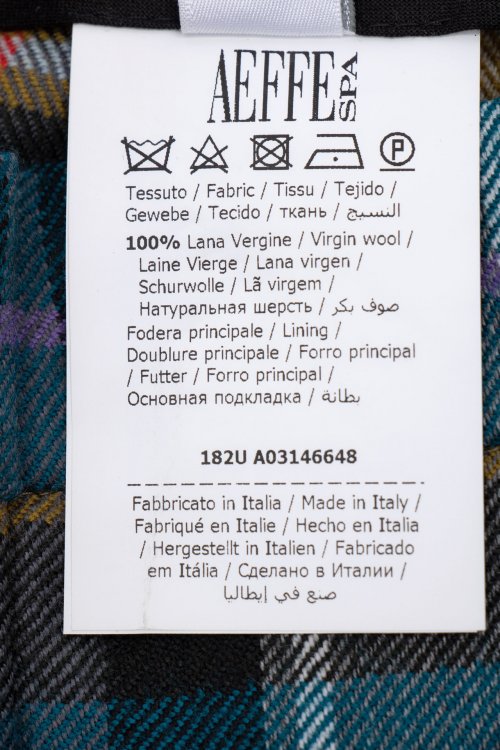 AEFFE SPA
P
Tessuto / Fabric / Tissu / Tejido /
Gewebe / Tecido / ткань / النسيج
100% Lana Vergine / Virgin wool /
Laine Vierge / Lana virgen /
Schurwolle / Lã virgem /
Натуральная шерсть / صوف بكر
Fodera principale / Lining /
Doublure principale / Forro principal
/ Futter / Forro principal /
Основная подкладка / بطانة
182U A03146648
Fabbricato in Italia / Made in Italy /
Fabriqué en Italie / Hecho en Italia
/ Hergestellt in Italien / Fabricado
em Itália / Сделано в Италии /
صنع في إيطاليا